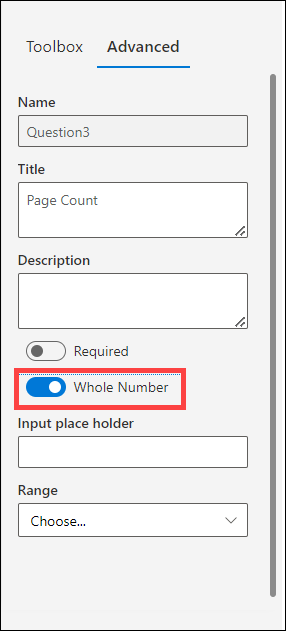 Toolbox Advanced
Name
Question3
Title
Page Count
Description
Required
Whole Number
Input place holder
Range
Choose...